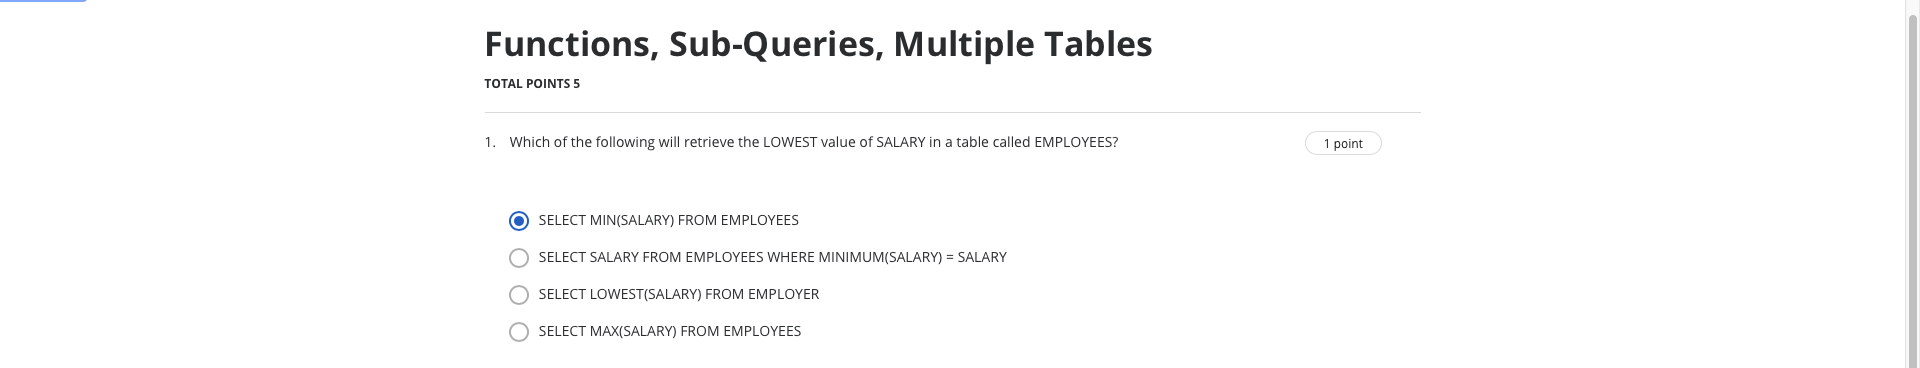 Functions, Sub-Queries, Multiple Tables
TOTAL POINTS 5
1. Which of the following will retrieve the LOWEST value of SALARY in a table called EMPLOYEES?
1 point
SELECT MIN(SALARY) FROM EMPLOYEES
SELECT SALARY FROM EMPLOYEES WHERE MINIMUM(SALARY) = SALARY
SELECT LOWEST(SALARY) FROM EMPLOYER
SELECT MAX(SALARY) FROM EMPLOYEES